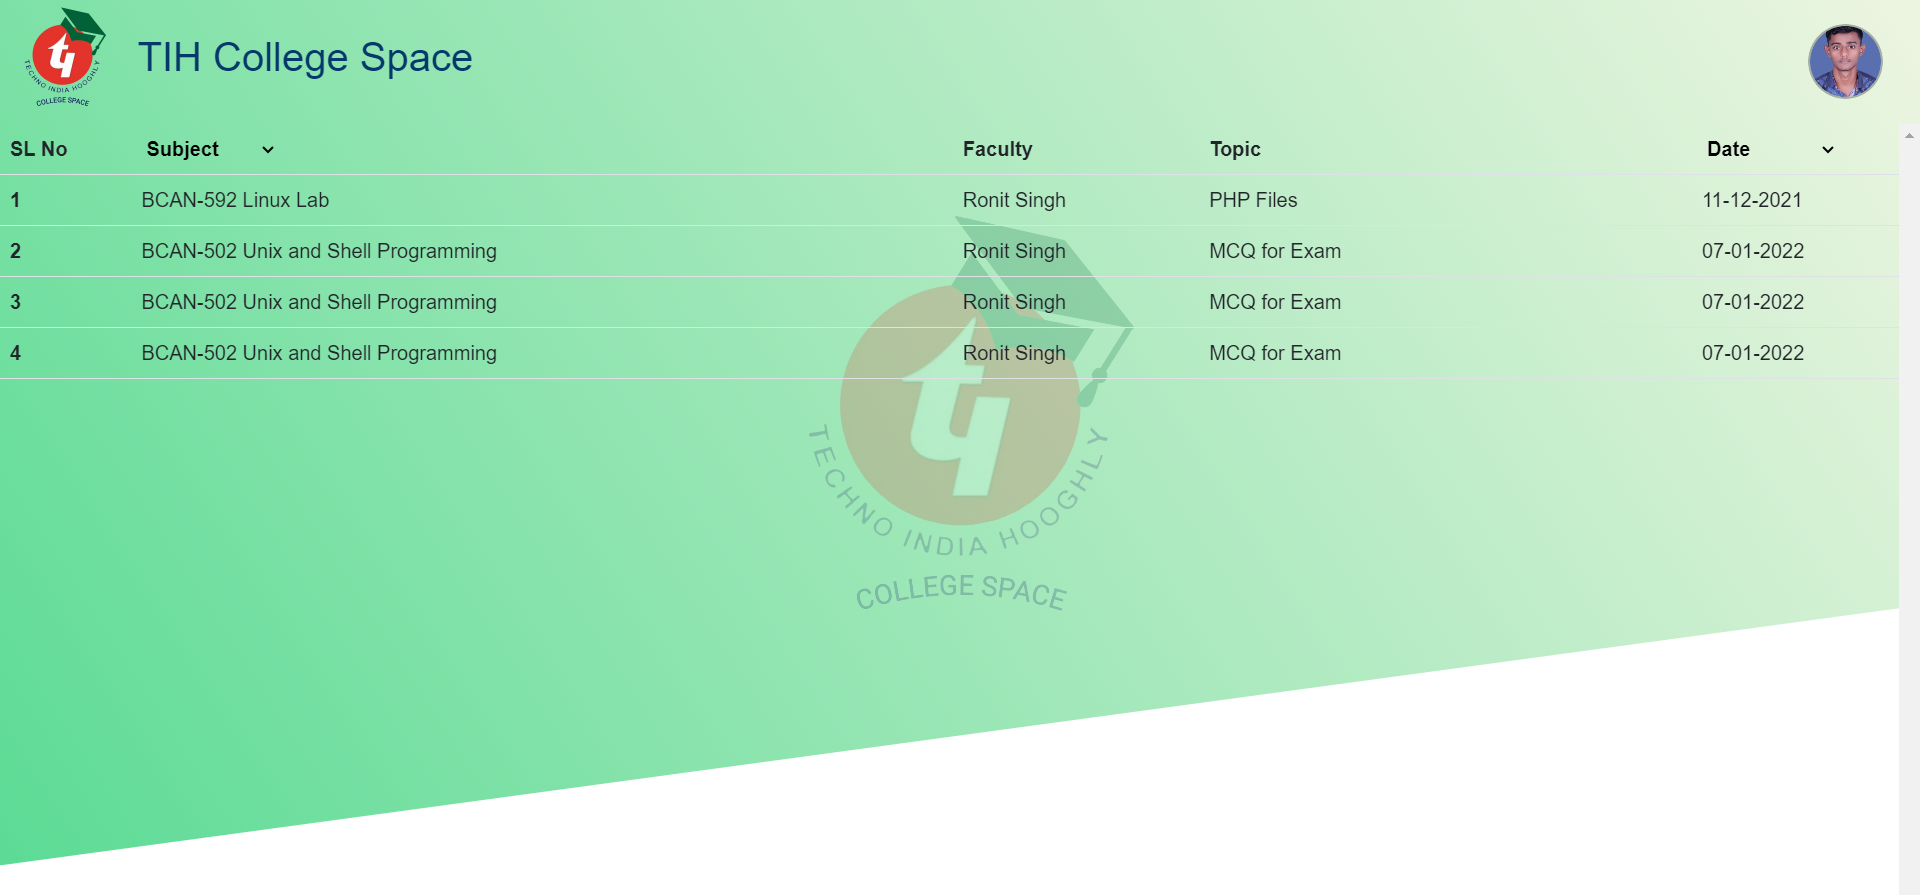 TECHNO INDIA HOOGHLY
COLLEGE SPACE
TIH College Space
SL No Subject Faculty Topic Date
1 BCAN-592 Linux Lab Ronit Singh PHP Files 11-12-2021
2 BCAN-502 Unix and Shell Programming Ronit Singh MCQ for Exam 07-01-2022
3 BCAN-502 Unix and Shell Programming Ronit Singh MCQ for Exam 07-01-2022
4 BCAN-502 Unix and Shell Programming Ronit Singh MCQ for Exam 07-01-2022
TECHNO INDIA HOOGHLY
COLLEGE SPACE